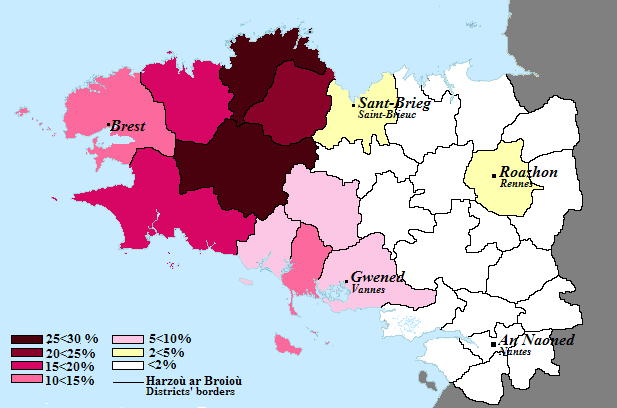 Sant-Brieg
Saint-Brieuc
Brest
Roazhon
Rennes
Gwened
Vannes
An Naoned
Nantes
25<30 %
20<25%
15<20%
10<15%
5<10%
2<5%
<2%
Harzoù ar Broioù
Districts' borders